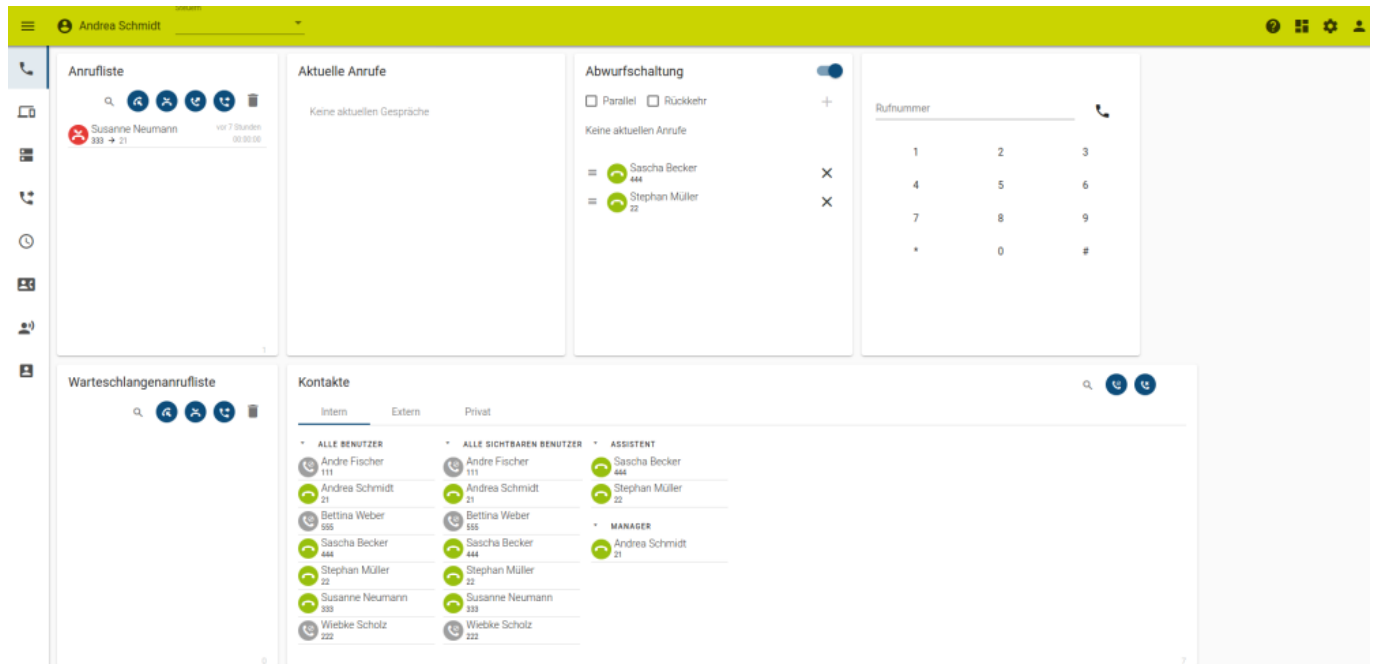 Andrea Schmidt
Anrufliste
Susanne Neumann
vor 7 Stunden
333 → 21
00:00:00
1
Aktuelle Anrufe
Keine aktuellen Gespräche
Abwurfschaltung
Parallel Rückkehr
Keine aktuellen Anrufe
Sascha Becker
444
Stephan Müller
22
Rufnummer
1 2 3
4 5 6
7 8 9
* 0 #
Warteschlangenanrufliste
0
Kontakte
Intern Extern Privat
ALLE BENUTZER
Andre Fischer
111
Andrea Schmidt
21
Bettina Weber
555
Sascha Becker
444
Stephan Müller
22
Susanne Neumann
333
Wiebke Scholz
222
ALLE SICHTBAREN BENUTZER
Andre Fischer
111
Andrea Schmidt
21
Bettina Weber
555
Sascha Becker
444
Stephan Müller
22
Susanne Neumann
333
Wiebke Scholz
222
ASSISTENT
Sascha Becker
444
Stephan Müller
22
MANAGER
Andrea Schmidt
21
7